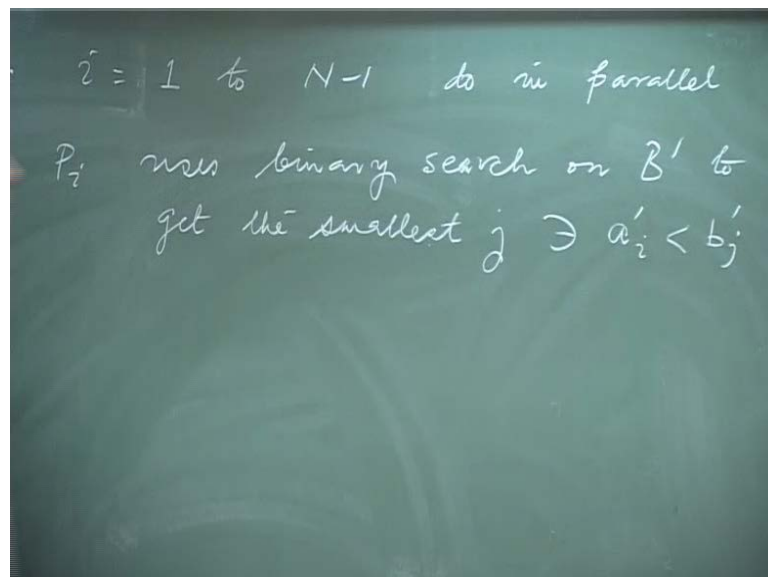 i = 1 to N-1 do in parallel
Pᵢ uses binary search on B' to
get the smallest j ∋ a'ᵢ < b'ⱼ